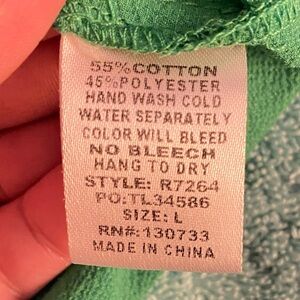 55% COTTON
45% POLYESTER
HAND WASH COLD
WATER SEPARATELY
COLOR WILL BLEED
NO BLEECH
HANG TO DRY
STYLE: R7264
PO:TL34586
SIZE: L
RN#: 130733
MADE IN CHINA